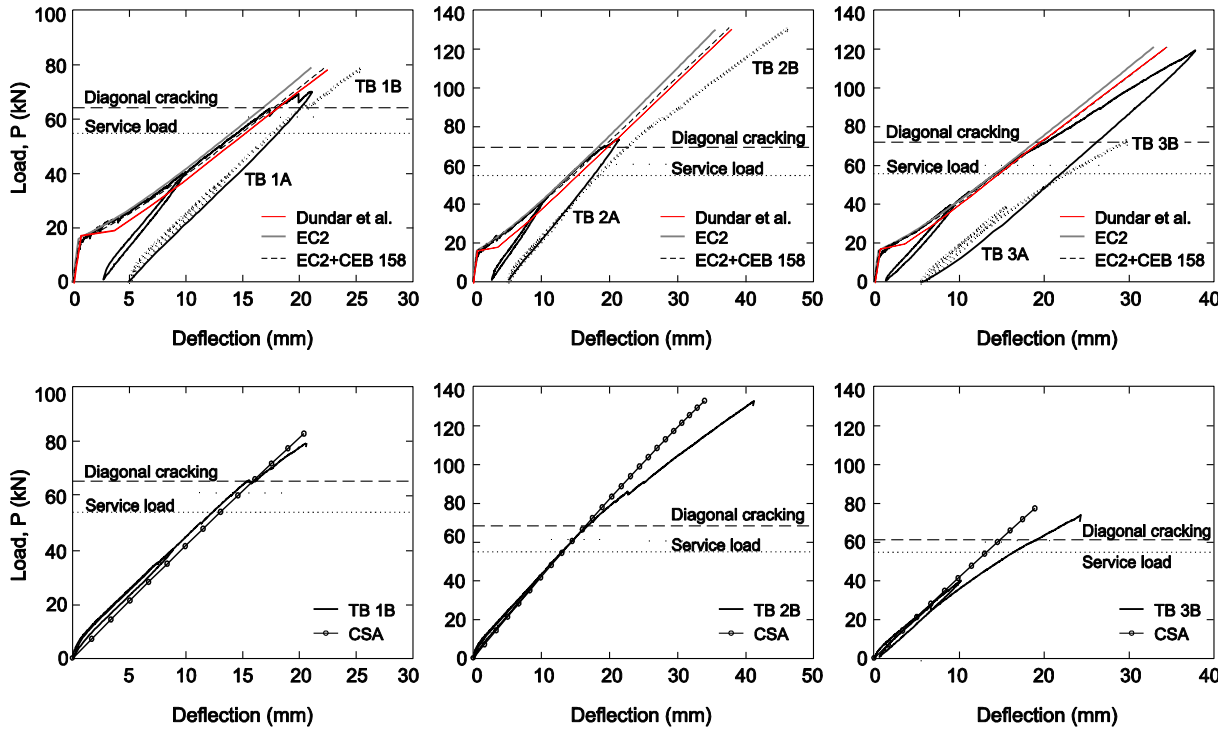 Load, P (kN)
100
80
60
40
20
0
Diagonal cracking
Service load
TB 1B
TB 1A
Dundar et al.
EC2
EC2+CEB 158
0 5 10 15 20 25 30
Deflection (mm)
140
120
100
80
60
40
20
0
TB 2B
Diagonal cracking
Service load
TB 2A
Dundar et al.
EC2
EC2+CEB 158
0 10 20 30 40 50
Deflection (mm)
140
120
100
80
60
40
20
0
Diagonal cracking
TB 3B
Service load
TB 3A
Dundar et al.
EC2
EC2+CEB 158
0 10 20 30 40
Deflection (mm)
Load, P (kN)
100
80
60
40
20
0
Diagonal cracking
Service load
TB 1B
CSA
0 5 10 15 20 25 30
Deflection (mm)
140
120
100
80
60
40
20
0
Diagonal cracking
Service load
TB 2B
CSA
0 10 20 30 40 50
Deflection (mm)
140
120
100
80
60
40
20
0
Diagonal cracking
Service load
TB 3B
CSA
0 10 20 30 40
Deflection (mm)